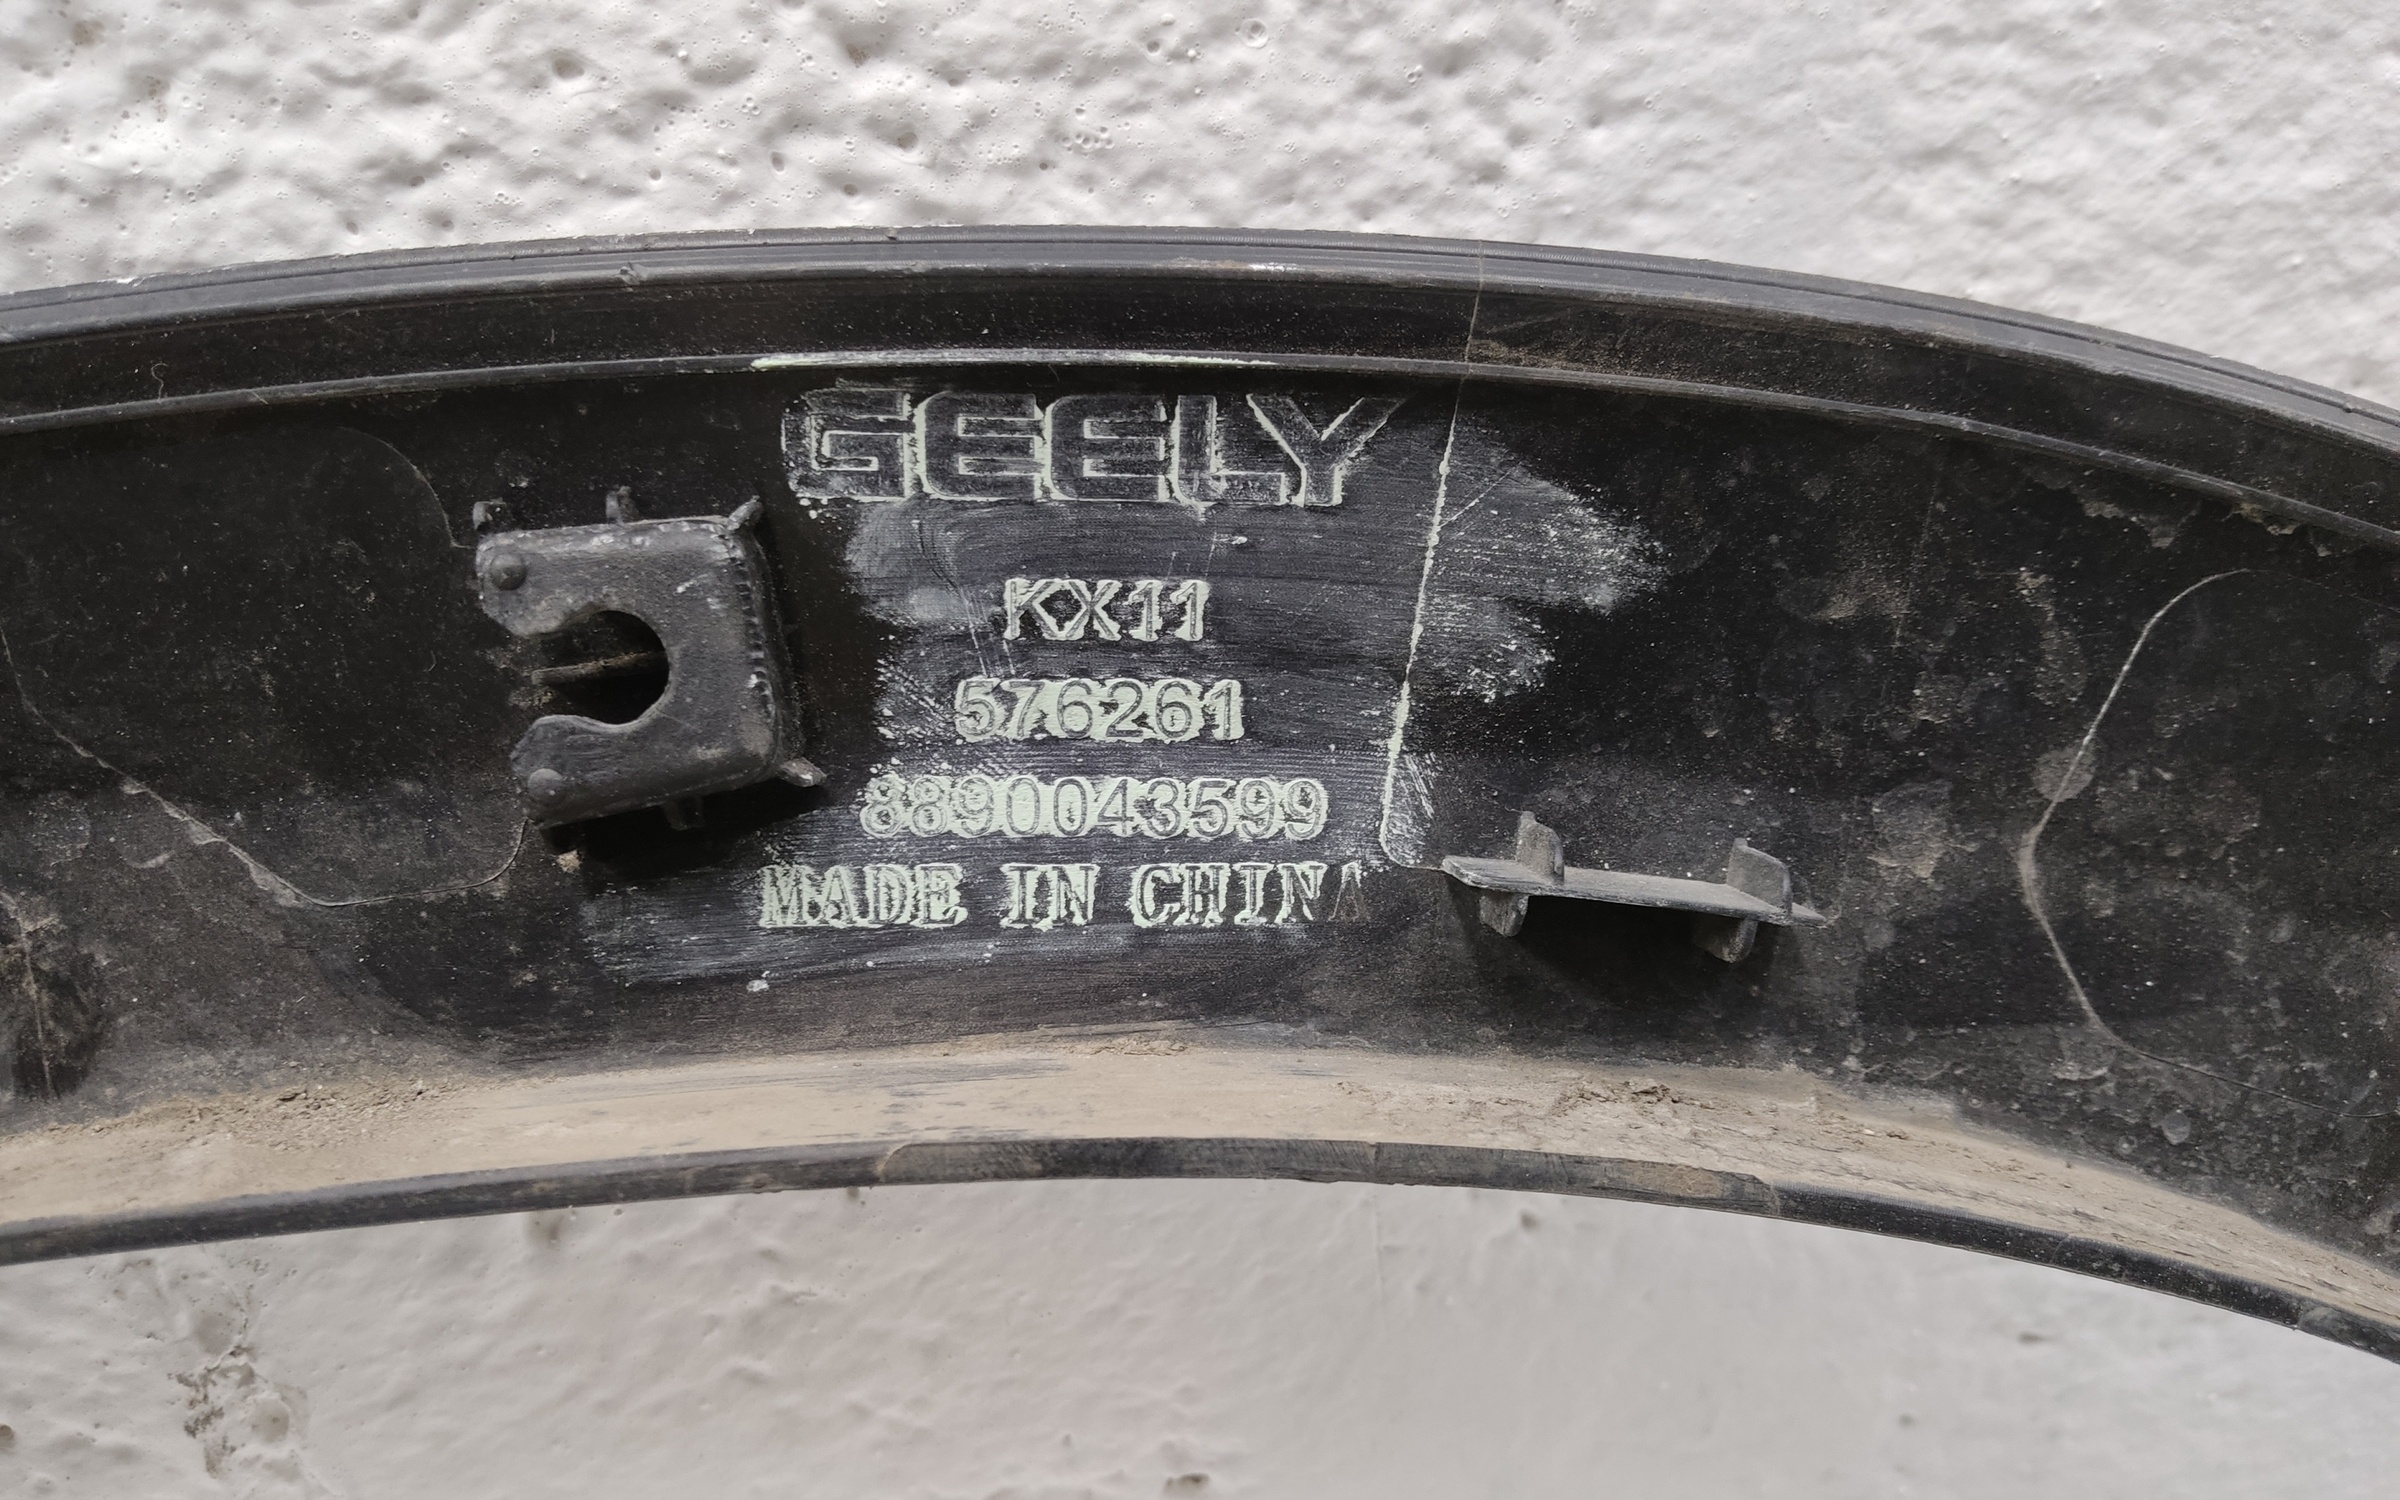 GEELY
KX11
576261
8890043599
MADE IN CHINA